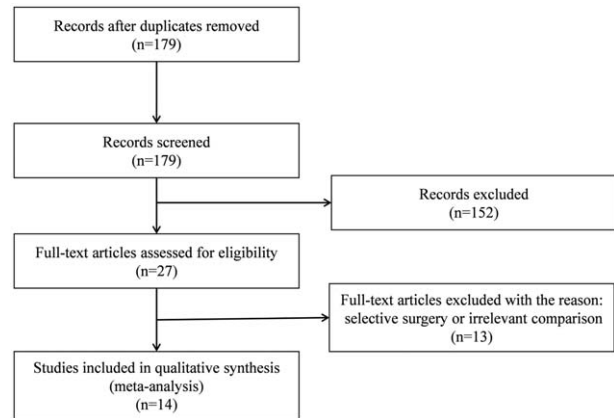 Records after duplicates removed
(n=179)
Records screened
(n=179)
Records excluded
(n=152)
Full-text articles assessed for eligibility
(n=27)
Full-text articles excluded with the reason:
selective surgery or irrelevant comparison
(n=13)
Studies included in qualitative synthesis
(meta-analysis)
(n=14)